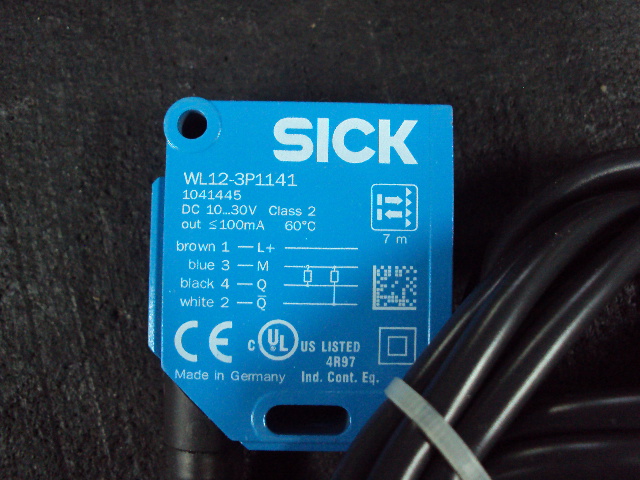 SICK
WL12-3P1141
1041445
DC 10...30V Class 2
out ≤100mA 60°C
7 m
brown 1 — L+
blue 3 — M
black 4 — Q
white 2 — Q̅
CE C UL US LISTED
4R97
Made in Germany Ind. Cont. Eq.